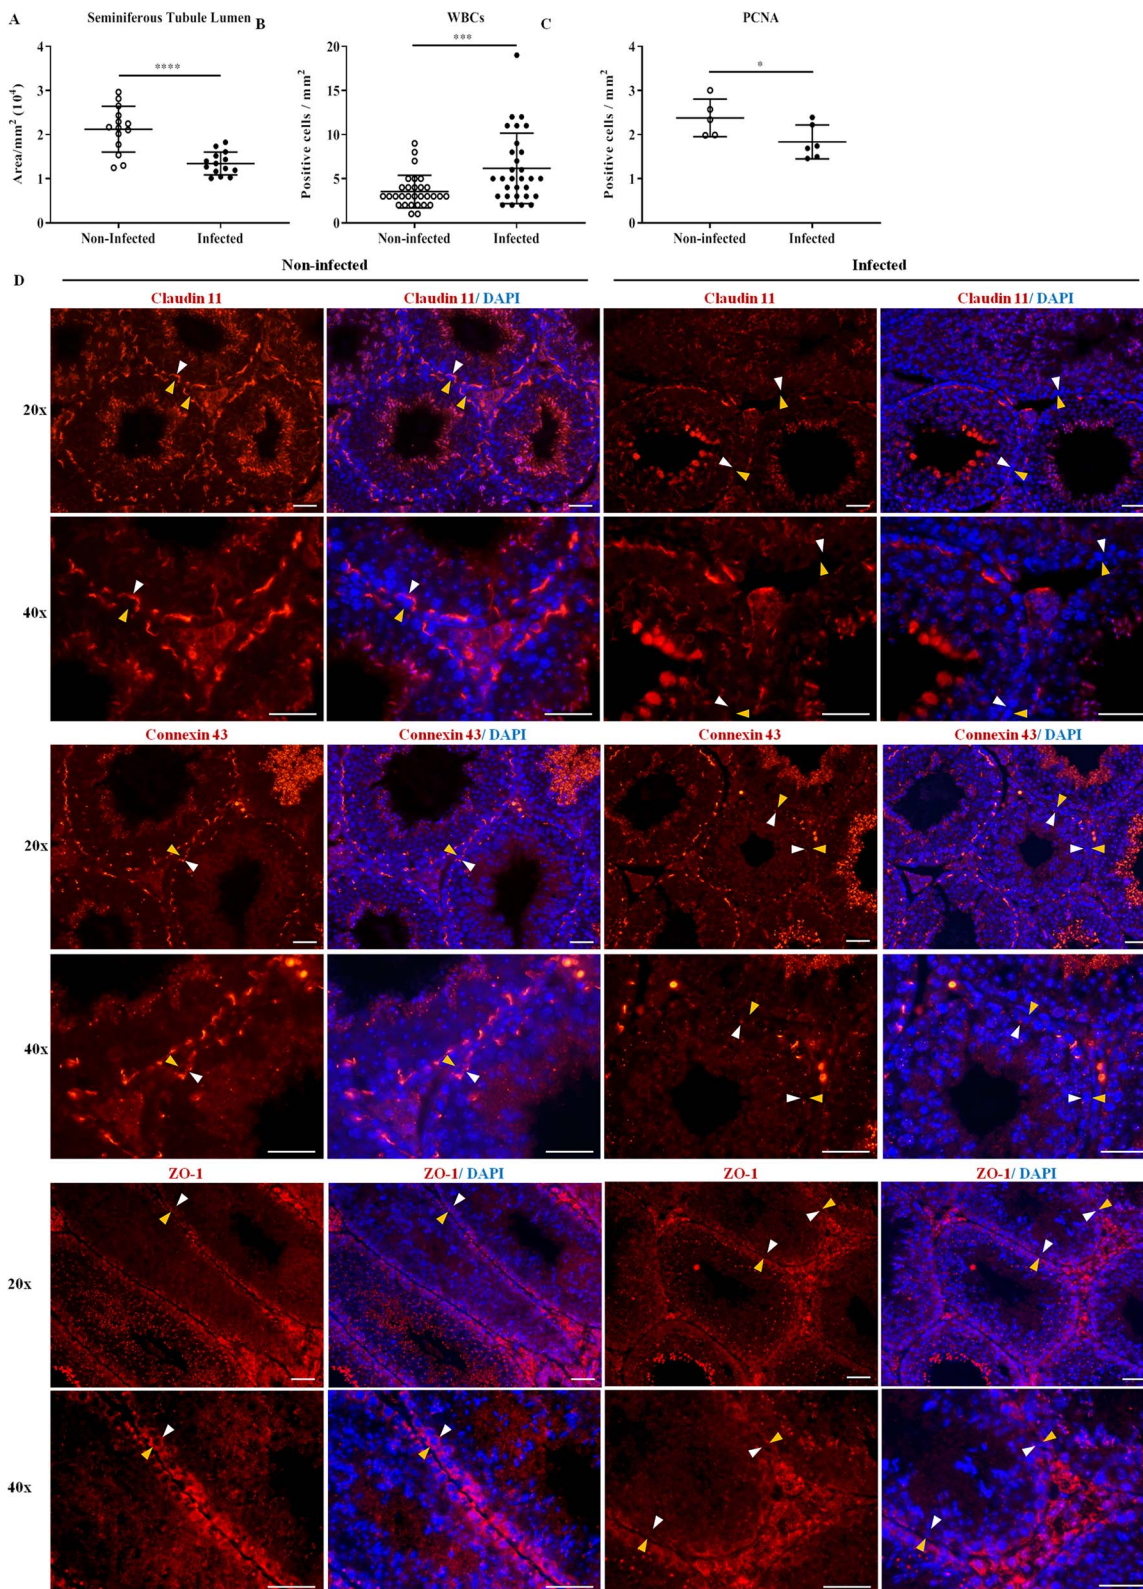 A
Seminiferous Tubule Lumen
Area/mm² (10⁴)
4
3
2
1
0
****
Non-Infected
Infected
B
WBCs
Positive cells / mm²
20
15
10
5
0
***
Non-infected
Infected
C
PCNA
Positive cells / mm²
4
3
2
1
0
*
Non-infected
Infected
D
Non-infected
Infected
Claudin 11
Claudin 11/ DAPI
Claudin 11
Claudin 11/ DAPI
20x
40x
Connexin 43
Connexin 43/ DAPI
Connexin 43
Connexin 43/ DAPI
20x
40x
ZO-1
ZO-1/ DAPI
ZO-1
ZO-1/ DAPI
20x
40x